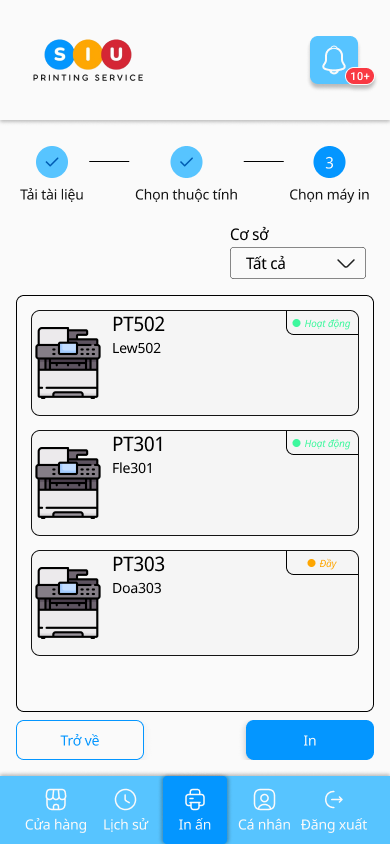 SIU
PRINTING SERVICE
10+
3
Tải tài liệu
Chọn thuộc tính
Chọn máy in
Cơ sở
Tất cả
PT502
Hoạt động
Lew502
PT301
Hoạt động
Fle301
PT303
Đầy
Doa303
Trở về
In
Cửa hàng
Lịch sử
In ấn
Cá nhân
Đăng xuất